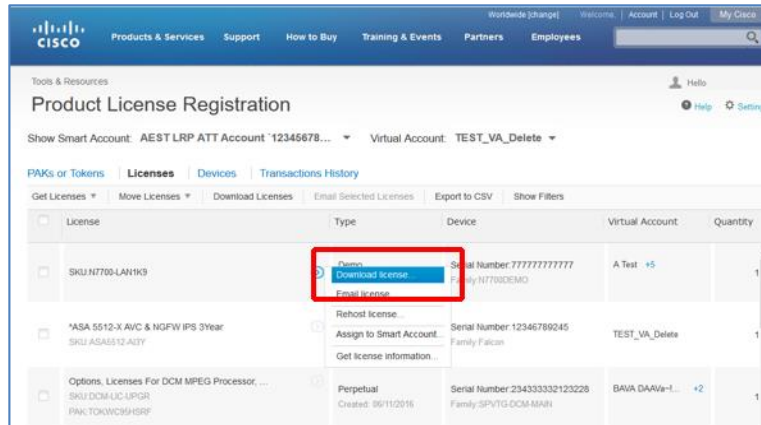 Worldwide [change] Welcome, | Account | Log Out My Cisco
CISCO Products & Services Support How to Buy Training & Events Partners Employees
Tools & Resources Hello
Product License Registration Help Settin
Show Smart Account: AEST LRP ATT Account `12345678... Virtual Account: TEST_VA_Delete
PAKs or Tokens Licenses Devices Transactions History
Get Licenses Move Licenses Download Licenses Email Selected Licenses Export to CSV Show Filters
License Type Device Virtual Account Quantity
Demo Serial Number:777777777777 A Test +5
SKU:N7700-LAN1K9 Download license... Family:N7700DEMO 1
Email license...
Rehost license...
*ASA 5512-X AVC & NGFW IPS 3Year Assign to Smart Account... Serial Number:12346789245 TEST_VA_Delete 1
SKU:ASA5512-AI3Y Family:Falcon
Get license information...
Options, Licenses For DCM MPEG Processor, ... Perpetual Serial Number:234333332123228 BAVA DAAVa~!... +2
SKU:DCM-LIC-UPGR Created: 06/11/2016 Family:SPVTG-DCM-MAIN 1
PAK:TOKWC95HSRF